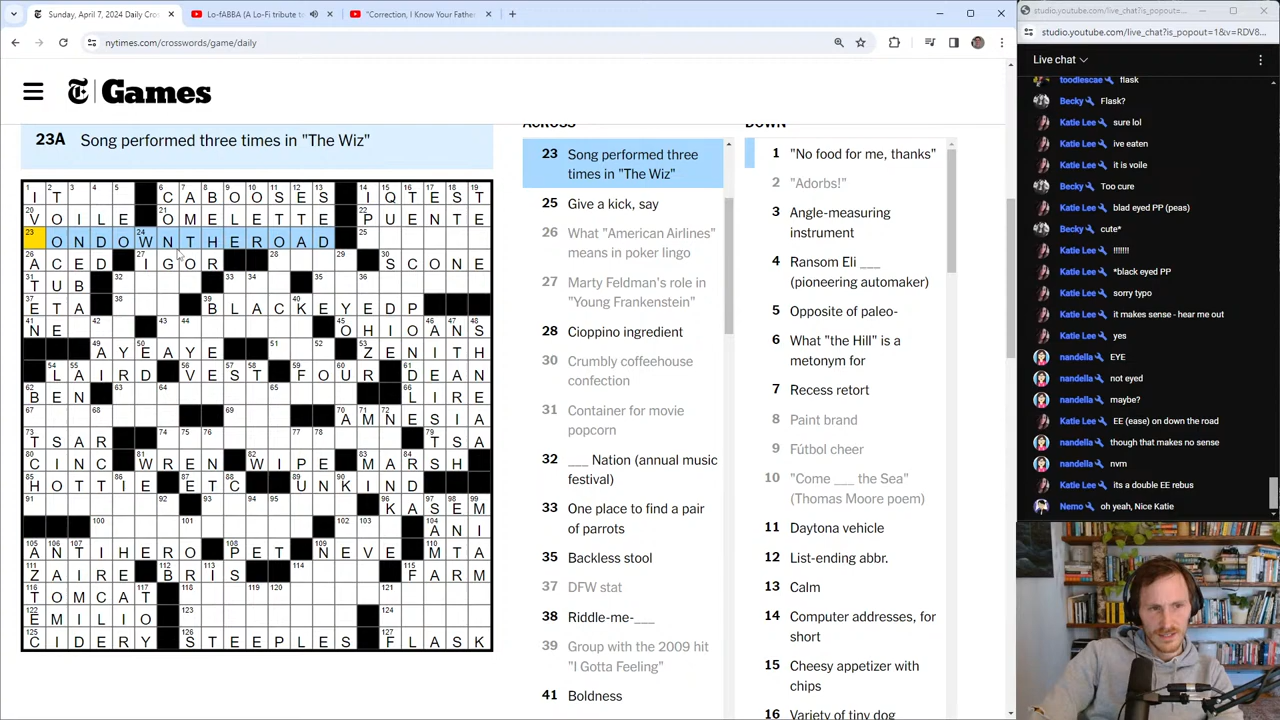 Sunday, April 7, 2024 Daily Cros
Lo-fABBA (A Lo-Fi tribute to
"Correction, I Know Your Father
nytimes.com/crosswords/game/daily
Games
23A Song performed three times in "The Wiz"
ACROSS
23 Song performed three
times in "The Wiz"
25 Give a kick, say
26 What "American Airlines"
means in poker lingo
27 Marty Feldman's role in
"Young Frankenstein"
28 Cioppino ingredient
30 Crumbly coffeehouse
confection
31 Container for movie
popcorn
32 ___ Nation (annual music
festival)
33 One place to find a pair
of parrots
35 Backless stool
37 DFW stat
38 Riddle-me-___
39 Group with the 2009 hit
"I Gotta Feeling"
41 Boldness
DOWN
1 "No food for me, thanks"
2 "Adorbs!"
3 Angle-measuring
instrument
4 Ransom Eli ___
(pioneering automaker)
5 Opposite of paleo-
6 What "the Hill" is a
metonym for
7 Recess retort
8 Paint brand
9 Fútbol cheer
10 "Come ___ the Sea"
(Thomas Moore poem)
11 Daytona vehicle
12 List-ending abbr.
13 Calm
14 Computer addresses, for
short
15 Cheesy appetizer with
chips
16 Variety of tiny dog
studio.youtube.com/live_chat?is_popout=...
studio.youtube.com/live_chat?is_popout=1&v=RDV8...
Live chat
toodlescae flask
Becky Flask?
Katie Lee sure lol
Katie Lee ive eaten
Katie Lee it is voile
Becky Too cure
Katie Lee blad eyed PP (peas)
Becky cute*
Katie Lee !!!!!!!
Katie Lee *black eyed PP
Katie Lee sorry typo
Katie Lee it makes sense - hear me out
Katie Lee yes
nandella EYE
nandella not eyed
nandella maybe?
Katie Lee EE (ease) on down the road
nandella though that makes no sense
nandella nvm
Katie Lee its a double EE rebus
Nemo oh yeah, Nice Katie